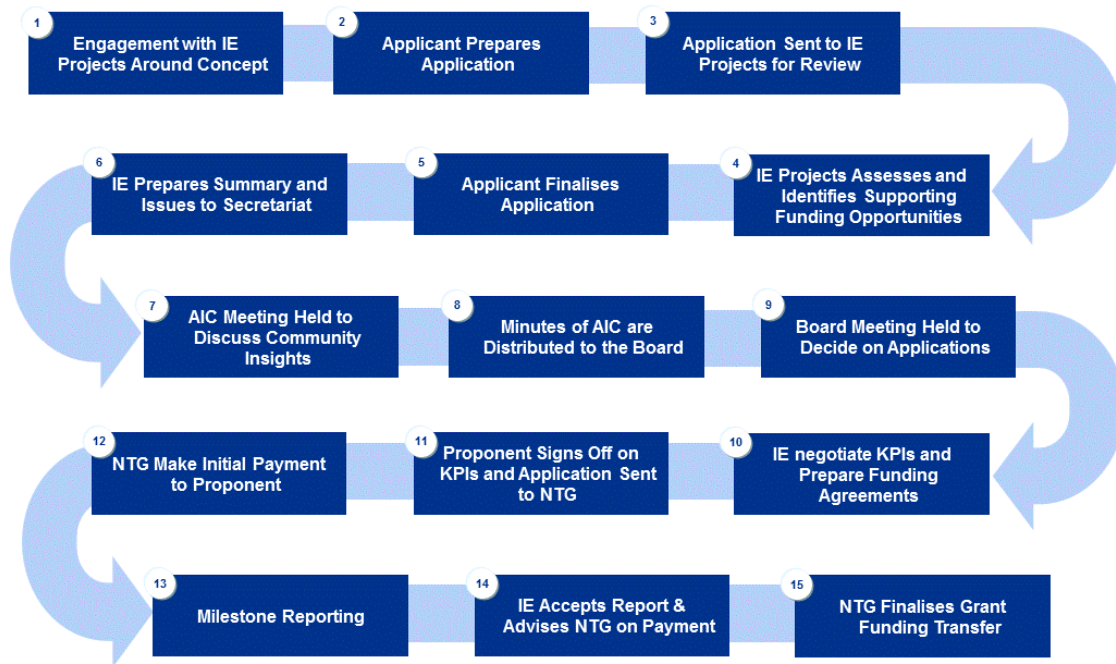 1
Engagement with IE
Projects Around Concept
2
Applicant Prepares
Application
3
Application Sent to IE
Projects for Review
4
IE Projects Assesses and
Identifies Supporting
Funding Opportunities
5
Applicant Finalises
Application
6
IE Prepares Summary and
Issues to Secretariat
7
AIC Meeting Held to
Discuss Community
Insights
8
Minutes of AIC are
Distributed to the Board
9
Board Meeting Held to
Decide on Applications
10
IE negotiate KPIs and
Prepare Funding
Agreements
11
Proponent Signs Off on
KPIs and Application Sent
to NTG
12
NTG Make Initial Payment
to Proponent
13
Milestone Reporting
14
IE Accepts Report &
Advises NTG on Payment
15
NTG Finalises Grant
Funding Transfer